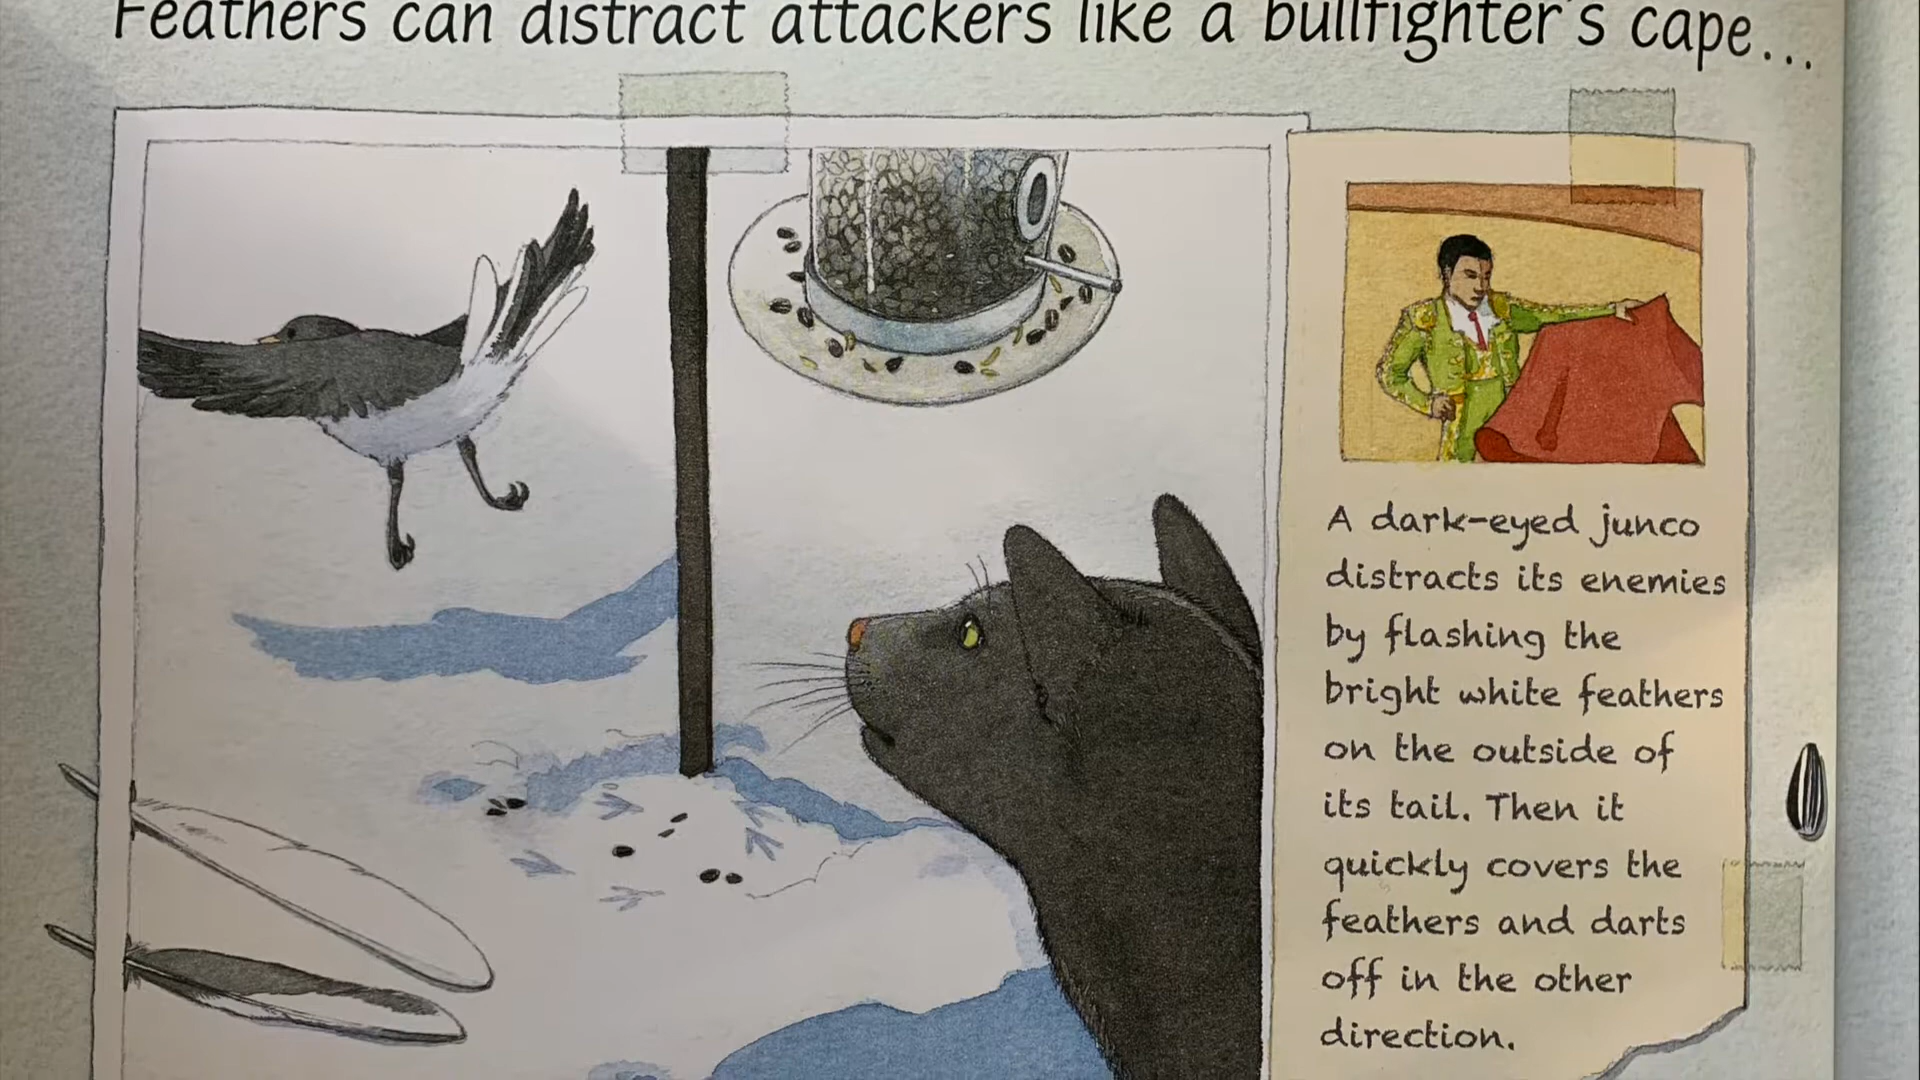 Feathers can distract attackers like a bullfighter's cape...
A dark-eyed junco
distracts its enemies
by flashing the
bright white feathers
on the outside of
its tail. Then it
quickly covers the
feathers and darts
off in the other
direction.